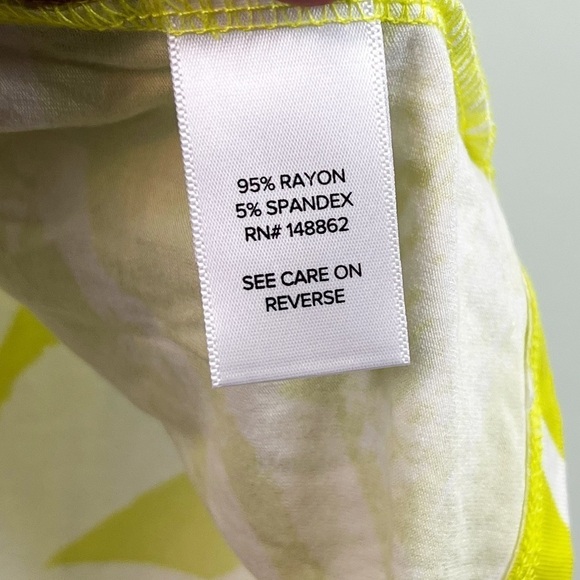 95% RAYON
5% SPANDEX
RN# 148862
SEE CARE ON
REVERSE